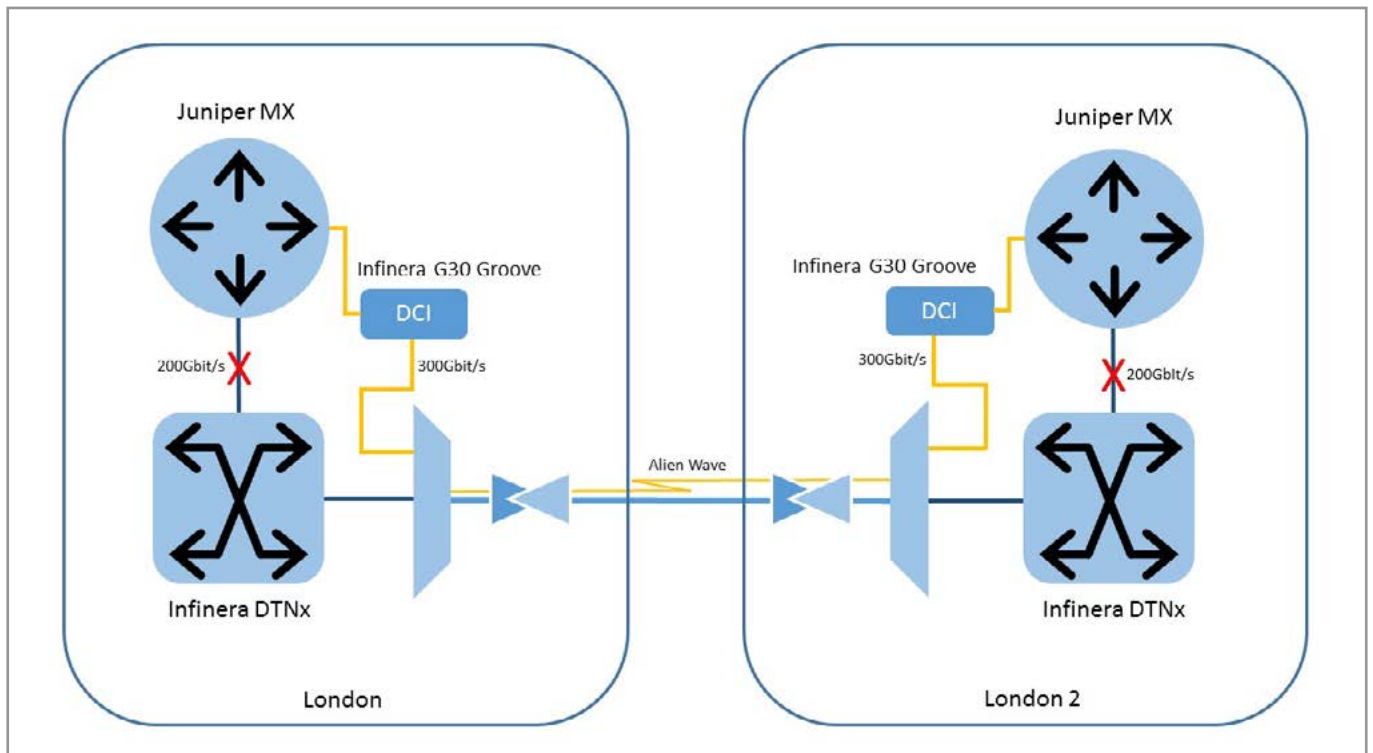 Juniper MX
Juniper MX
Infinera G30 Groove
Infinera G30 Groove
DCI
DCI
200Gbit/s
300Gbit/s
300Gbit/s
200Gbit/s
Alien Wave
Infinera DTNx
Infinera DTNx
London
London 2